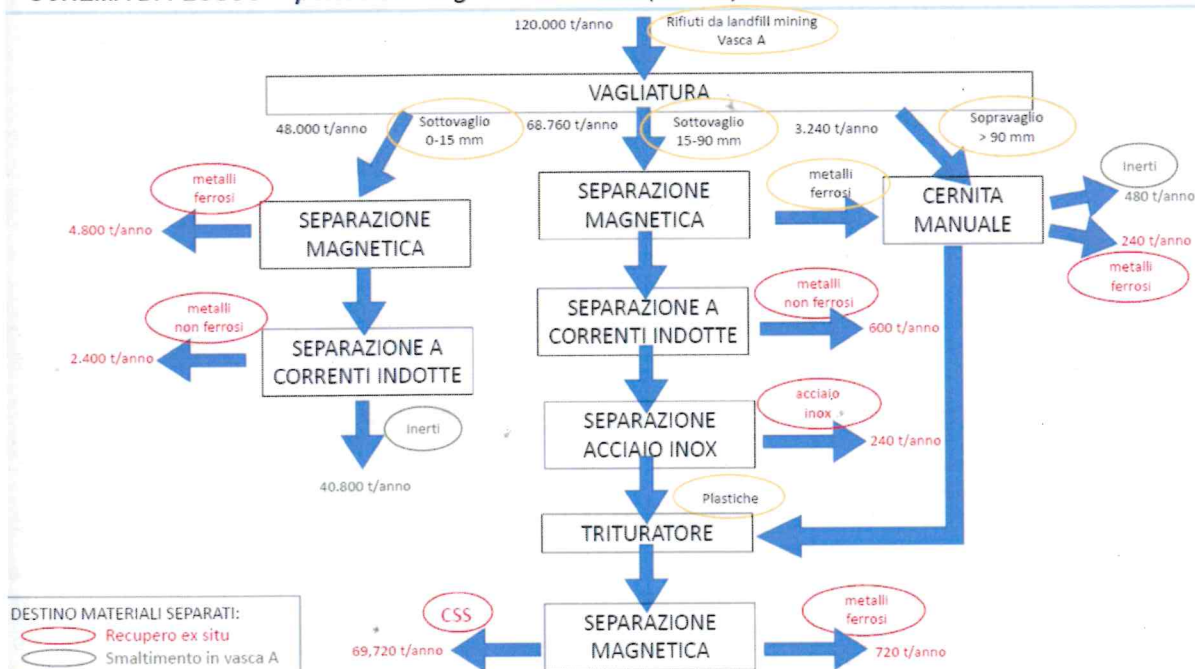 120.000 t/anno
Rifiuti da landfill mining
Vasca A
VAGLIATURA
48.000 t/anno
Sottovaglio
0-15 mm
68.760 t/anno
Sottovaglio
15-90 mm
3.240 t/anno
Sopravaglio
> 90 mm
metalli
ferrosi
4.800 t/anno
SEPARAZIONE
MAGNETICA
SEPARAZIONE
MAGNETICA
metalli
ferrosi
CERNITA
MANUALE
Inerti
480 t/anno
240 t/anno
metalli
ferrosi
metalli
non ferrosi
2.400 t/anno
SEPARAZIONE A
CORRENTI INDOTTE
SEPARAZIONE A
CORRENTI INDOTTE
metalli
non ferrosi
600 t/anno
Inerti
40.800 t/anno
SEPARAZIONE
ACCIAIO INOX
acciaio
inox
240 t/anno
Plastiche
TRITURATORE
CSS
69,720 t/anno
SEPARAZIONE
MAGNETICA
metalli
ferrosi
720 t/anno
DESTINO MATERIALI SEPARATI:
Recupero ex situ
Smaltimento in vasca A